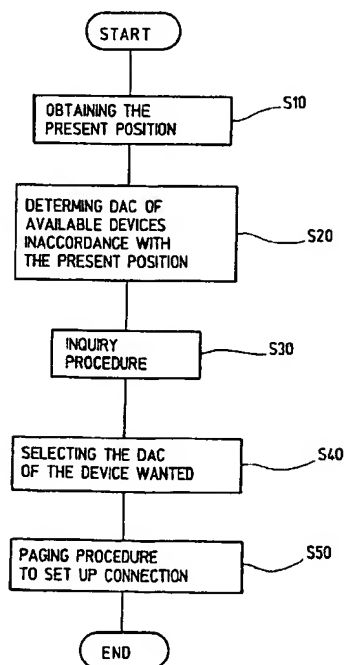 START
OBTAINING THE
PRESENT POSITION
S10
DETERMING DAC OF
AVAILABLE DEVICES
INACCORDANCE WITH
THE PRESENT POSITION
S20
INQUIRY
PROCEDURE
S30
SELECTING THE DAC
OF THE DEVICE WANTED
S40
PAGING PROCEDURE
TO SET UP CONNECTION
S50
END